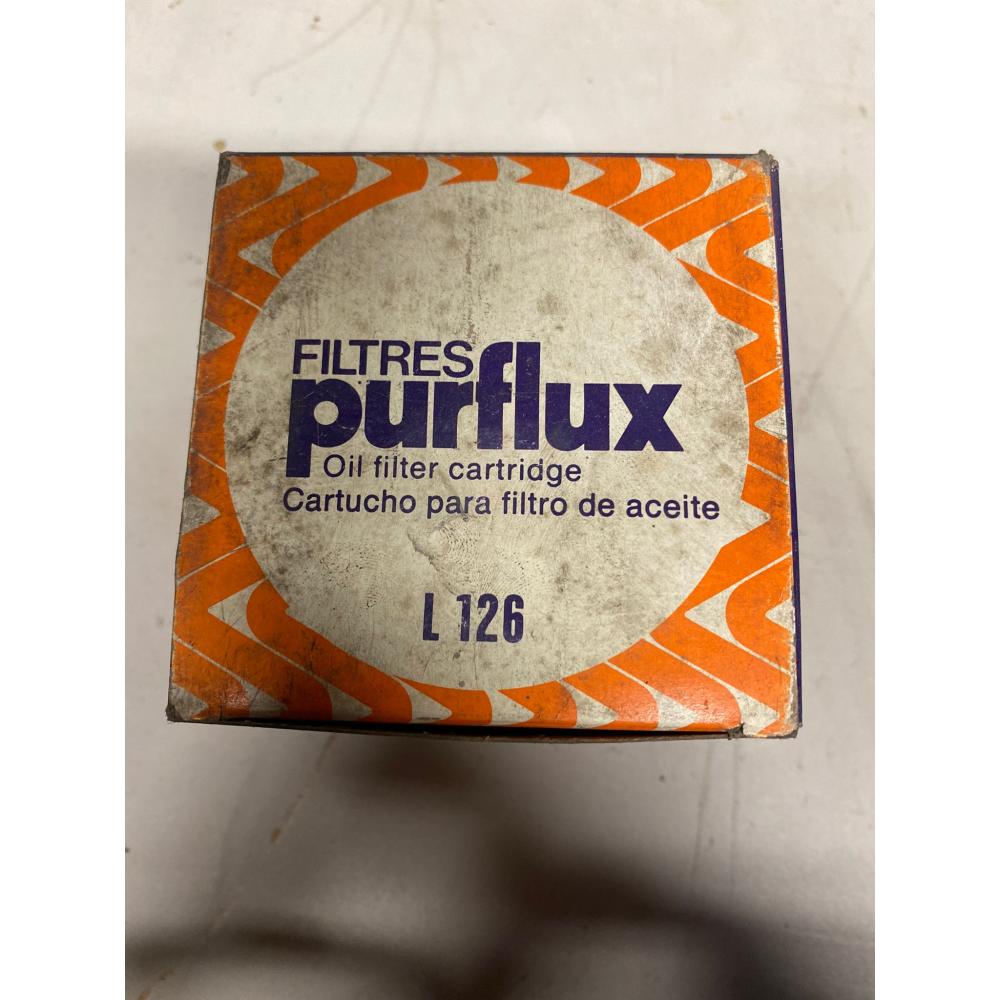 FILTRES
purflux
Oil filter cartridge
Cartucho para filtro de aceite
L 126